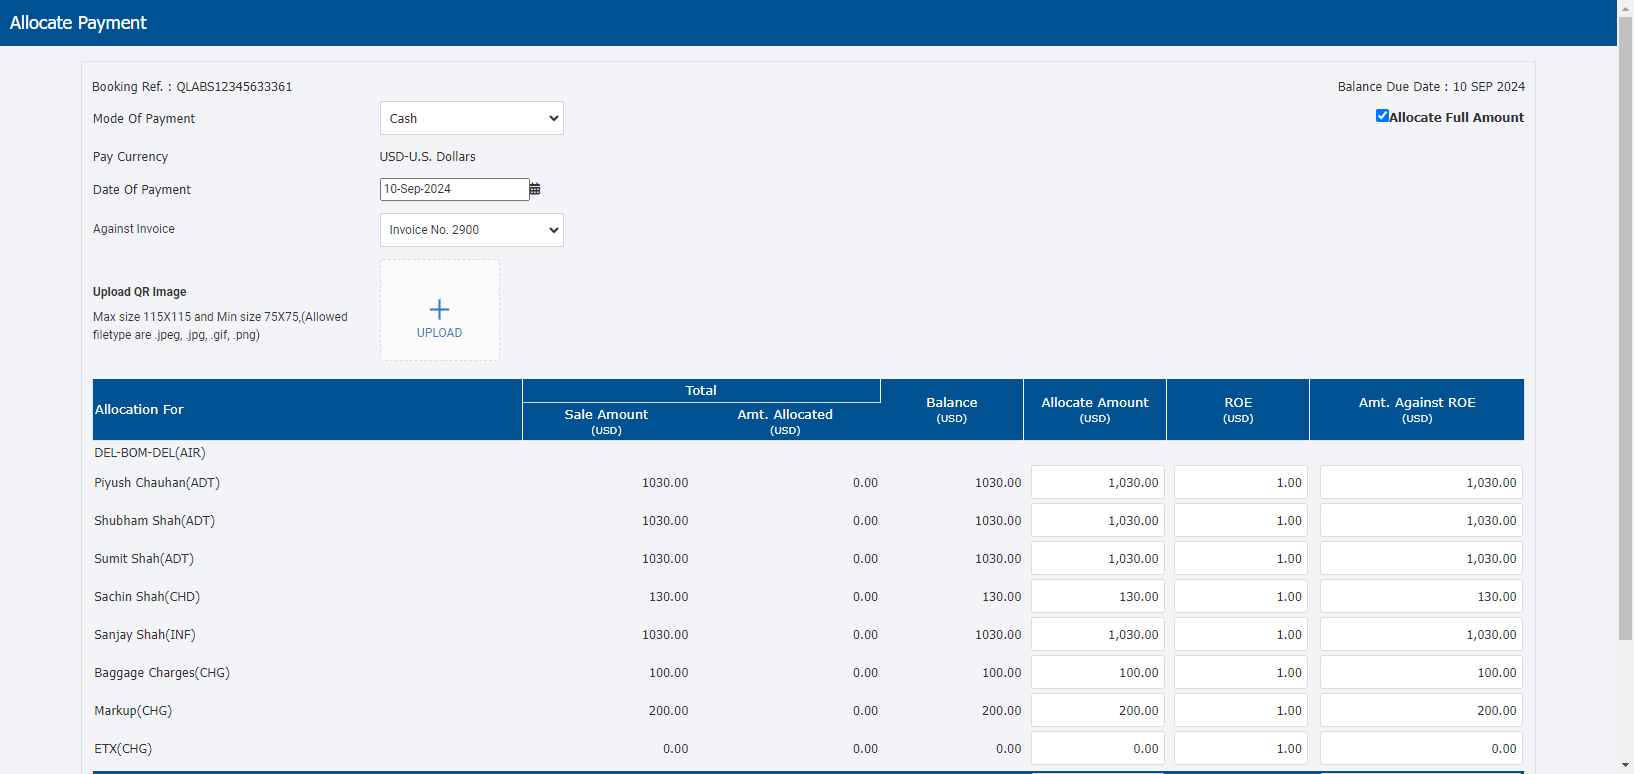 Allocate Payment
Booking Ref. : QLABS12345633361
Balance Due Date : 10 SEP 2024
Mode Of Payment
Cash
Allocate Full Amount
Pay Currency
USD-U.S. Dollars
Date Of Payment
10-Sep-2024
Against Invoice
Invoice No. 2900
Upload QR Image
Max size 115X115 and Min size 75X75,(Allowed
filetype are .jpeg, .jpg, .gif, .png)
UPLOAD
Allocation For
Total
Sale Amount
(USD)
Amt. Allocated
(USD)
Balance
(USD)
Allocate Amount
(USD)
ROE
(USD)
Amt. Against ROE
(USD)
DEL-BOM-DEL(AIR)
Piyush Chauhan(ADT) 1030.00 0.00 1030.00 1,030.00 1.00 1,030.00
Shubham Shah(ADT) 1030.00 0.00 1030.00 1,030.00 1.00 1,030.00
Sumit Shah(ADT) 1030.00 0.00 1030.00 1,030.00 1.00 1,030.00
Sachin Shah(CHD) 130.00 0.00 130.00 130.00 1.00 130.00
Sanjay Shah(INF) 1030.00 0.00 1030.00 1,030.00 1.00 1,030.00
Baggage Charges(CHG) 100.00 0.00 100.00 100.00 1.00 100.00
Markup(CHG) 200.00 0.00 200.00 200.00 1.00 200.00
ETX(CHG) 0.00 0.00 0.00 0.00 1.00 0.00